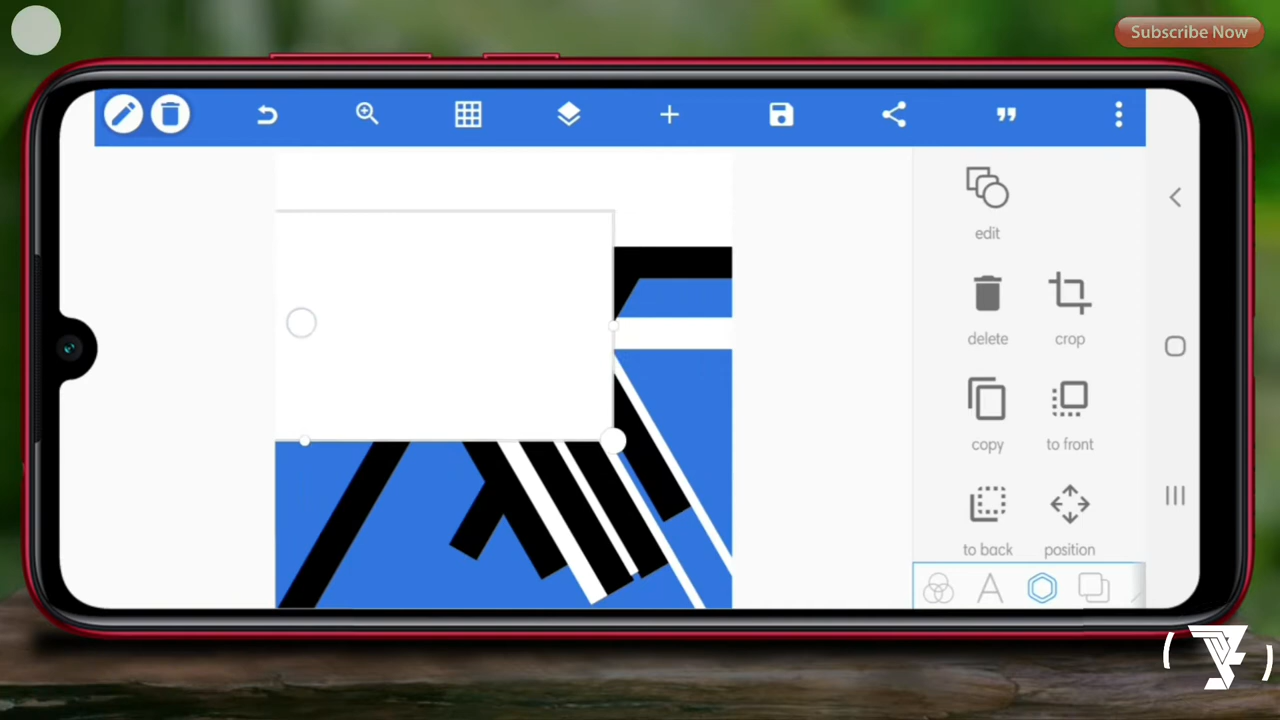 Subscribe Now
edit
delete
crop
copy
to front
to back
position